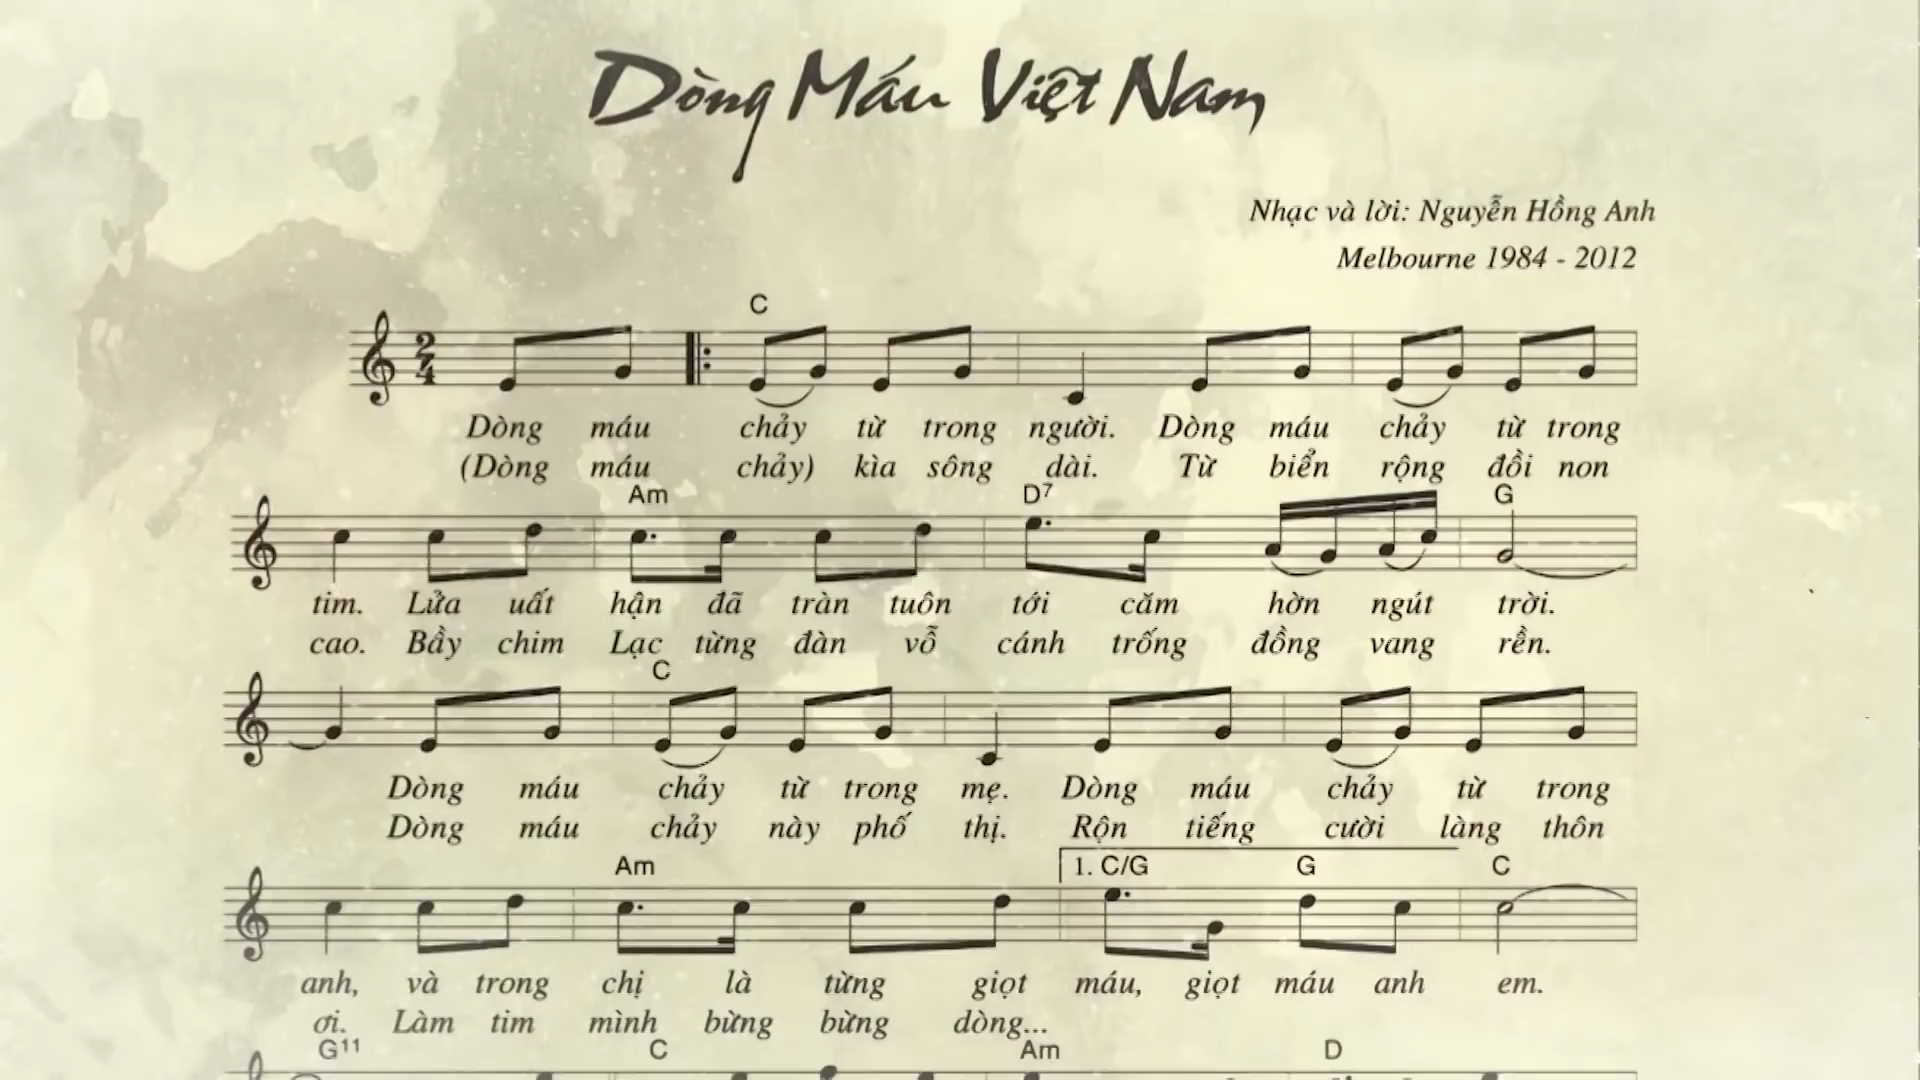 Dòng Máu Việt Nam
Nhạc và lời: Nguyễn Hồng Anh
Melbourne 1984 - 2012
C
2
4
Dòng máu chảy từ trong người. Dòng máu chảy từ trong
(Dòng máu chảy) kìa sông dài. Từ biển rộng đồi non
Am D7 G
tim. Lửa uất hận đã tràn tuôn tới căm hờn ngút trời.
cao. Bầy chim Lạc từng đàn vỗ cánh trống đồng vang rền.
C
Dòng máu chảy từ trong mẹ. Dòng máu chảy từ trong
Dòng máu chảy này phố thị. Rộn tiếng cười làng thôn
Am 1. C/G G C
anh, và trong chị là từng giọt máu, giọt máu anh em.
ơi. Làm tim mình bừng bừng dòng...
G11 C Am D